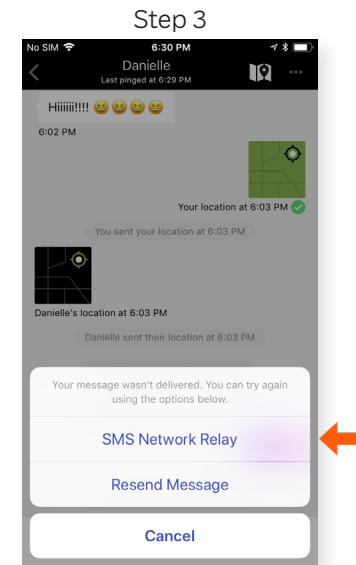 Step 3
No SIM 6:30 PM
Danielle
Last pinged at 6:29 PM
Hiiiiii!!!! 😆 😆 😆 😆
6:02 PM
Your location at 6:03 PM
You sent your location at 6:03 PM
Danielle's location at 6:03 PM
Danielle sent their location at 6:03 PM
Your message wasn't delivered. You can try again
using the options below.
SMS Network Relay
Resend Message
Cancel